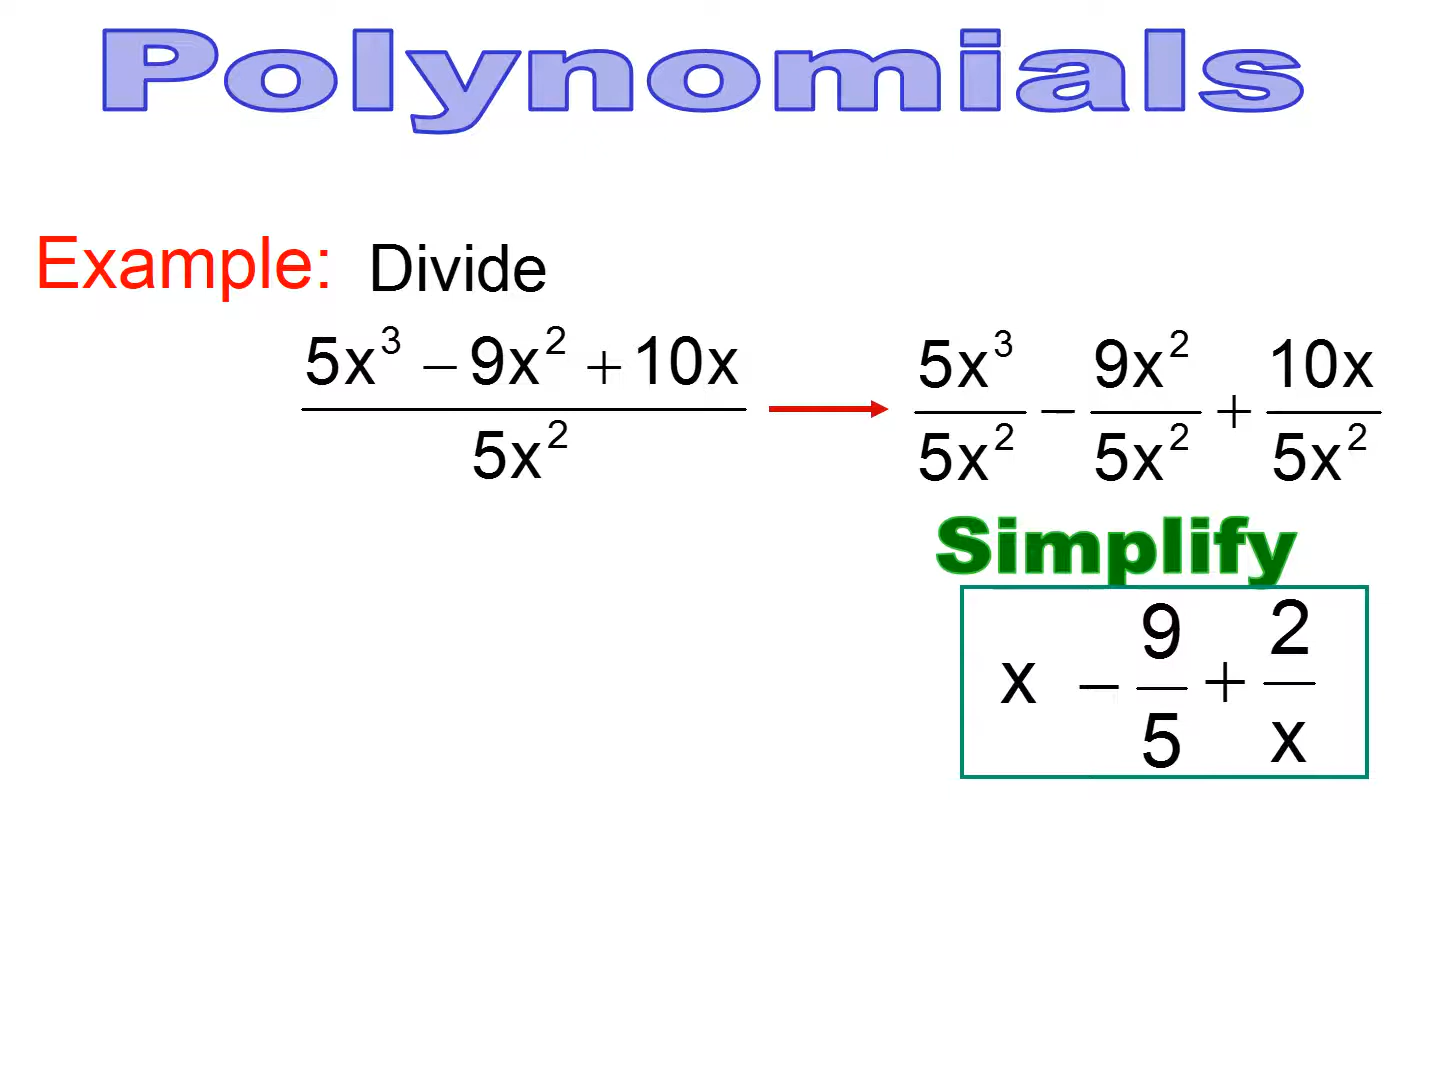 Polynomials
Example: Divide
(5x³ − 9x² + 10x)/(5x²) → 5x³/5x² − 9x²/5x² + 10x/5x²
Simplify
x − 9/5 + 2/x